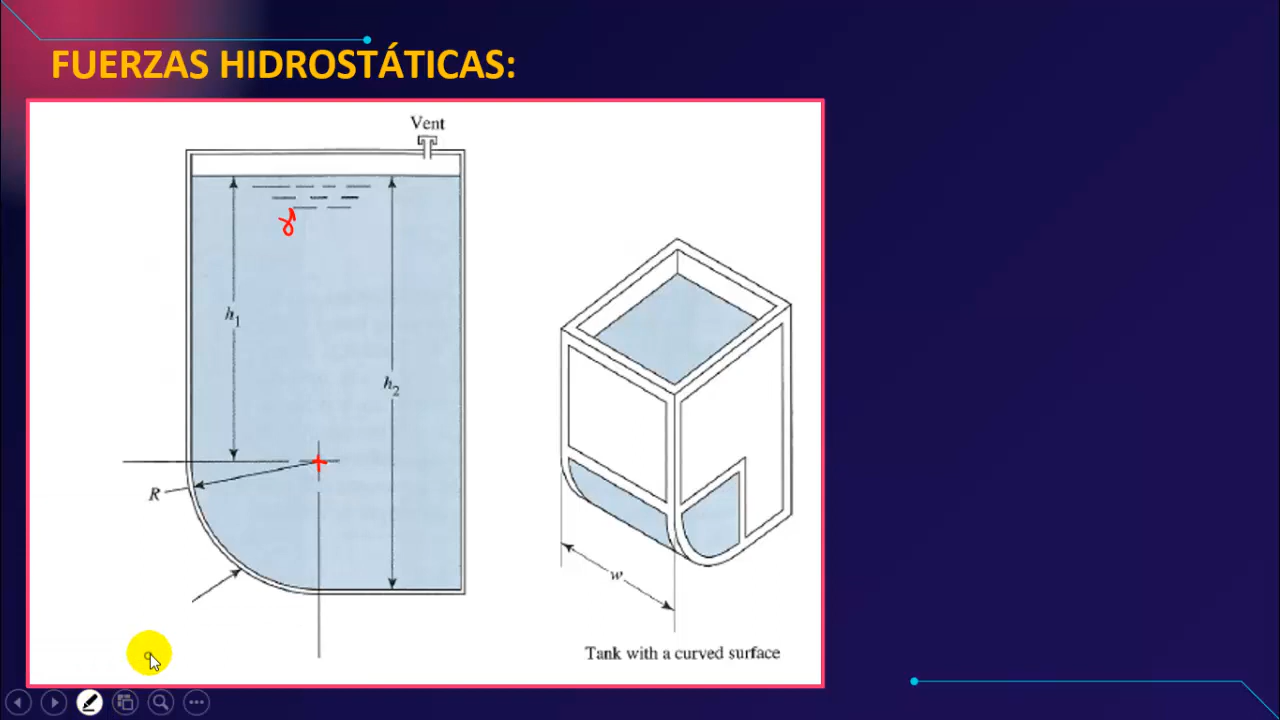 FUERZAS HIDROSTÁTICAS:
Vent
γ
h₁
h₂
R
w
Tank with a curved surface